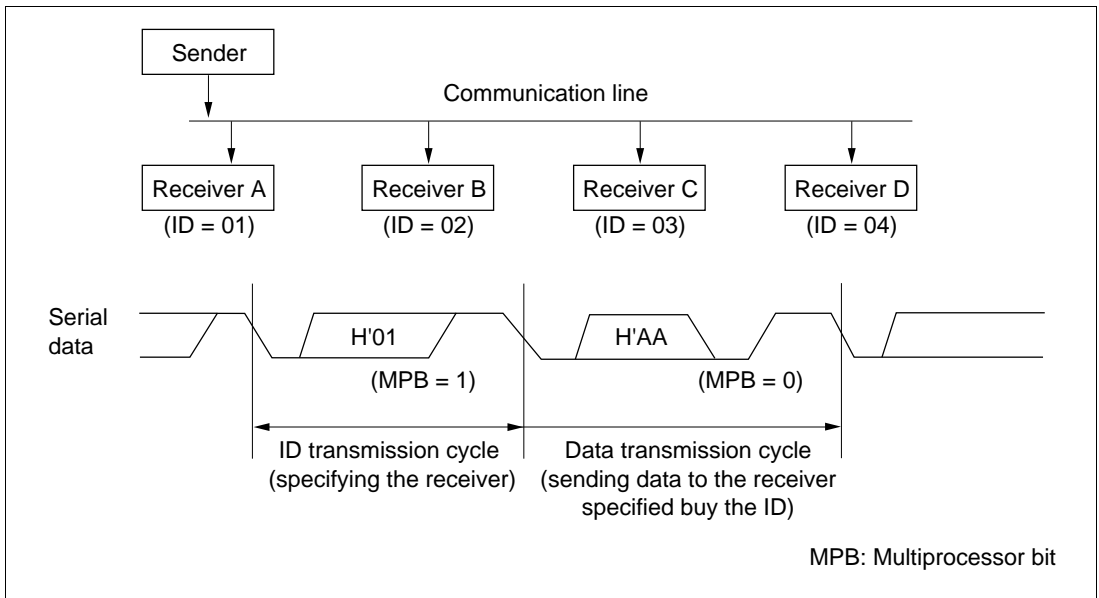 Sender
Communication line
Receiver A
Receiver B
Receiver C
Receiver D
(ID = 01)
(ID = 02)
(ID = 03)
(ID = 04)
Serial
data
H'01
H'AA
(MPB = 1)
(MPB = 0)
ID transmission cycle
(specifying the receiver)
Data transmission cycle
(sending data to the receiver
specified buy the ID)
MPB: Multiprocessor bit